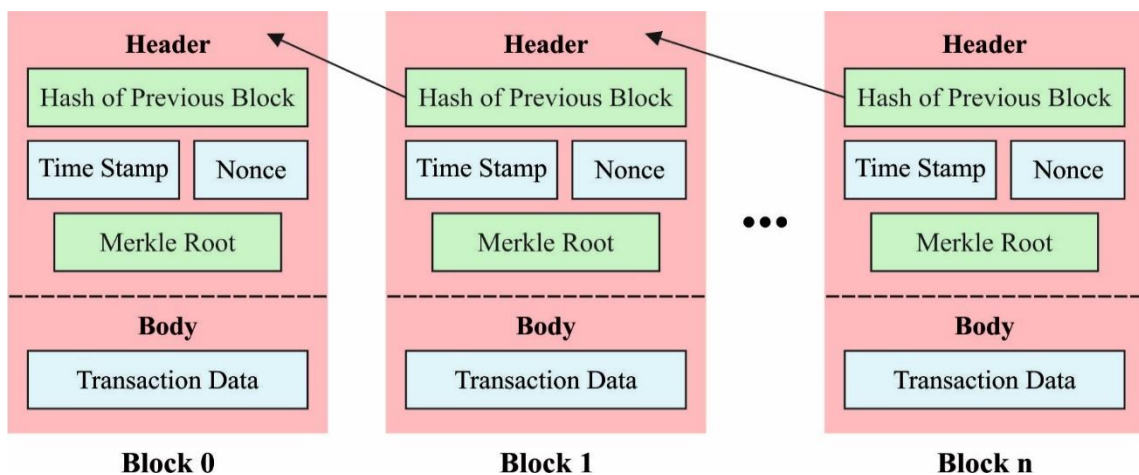 Header
Hash of Previous Block
Time Stamp
Nonce
Merkle Root
Body
Transaction Data
Block 0
Header
Hash of Previous Block
Time Stamp
Nonce
Merkle Root
Body
Transaction Data
Block 1
Header
Hash of Previous Block
Time Stamp
Nonce
Merkle Root
Body
Transaction Data
Block n